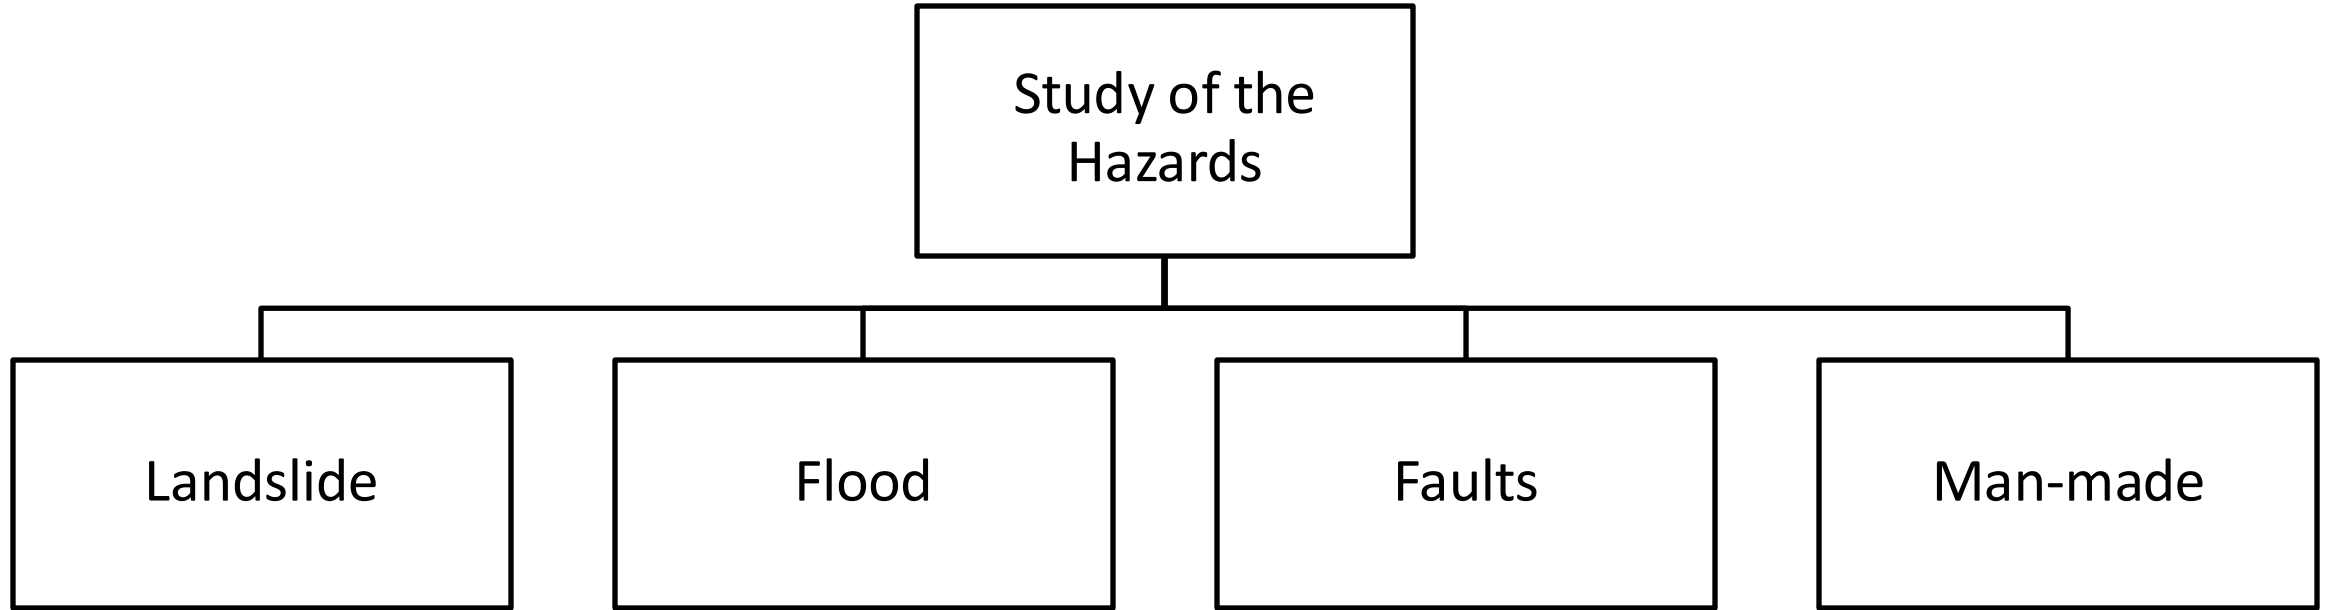 Study of the
Hazards
Landslide
Flood
Faults
Man-made